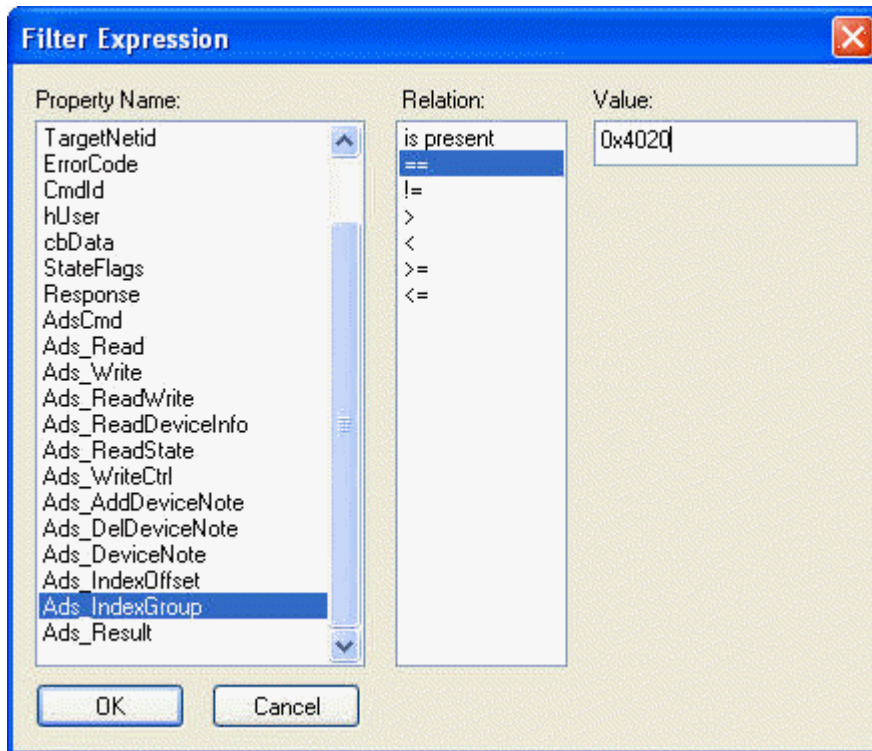 Filter Expression
Property Name:
Relation:
Value:
TargetNetid
ErrorCode
CmdId
hUser
cbData
StateFlags
Response
AdsCmd
Ads_Read
Ads_Write
Ads_ReadWrite
Ads_ReadDeviceInfo
Ads_ReadState
Ads_WriteCtrl
Ads_AddDeviceNote
Ads_DelDeviceNote
Ads_DeviceNote
Ads_IndexOffset
Ads_IndexGroup
Ads_Result
is present
==
!=
>
<
>=
<=
0x4020
OK
Cancel